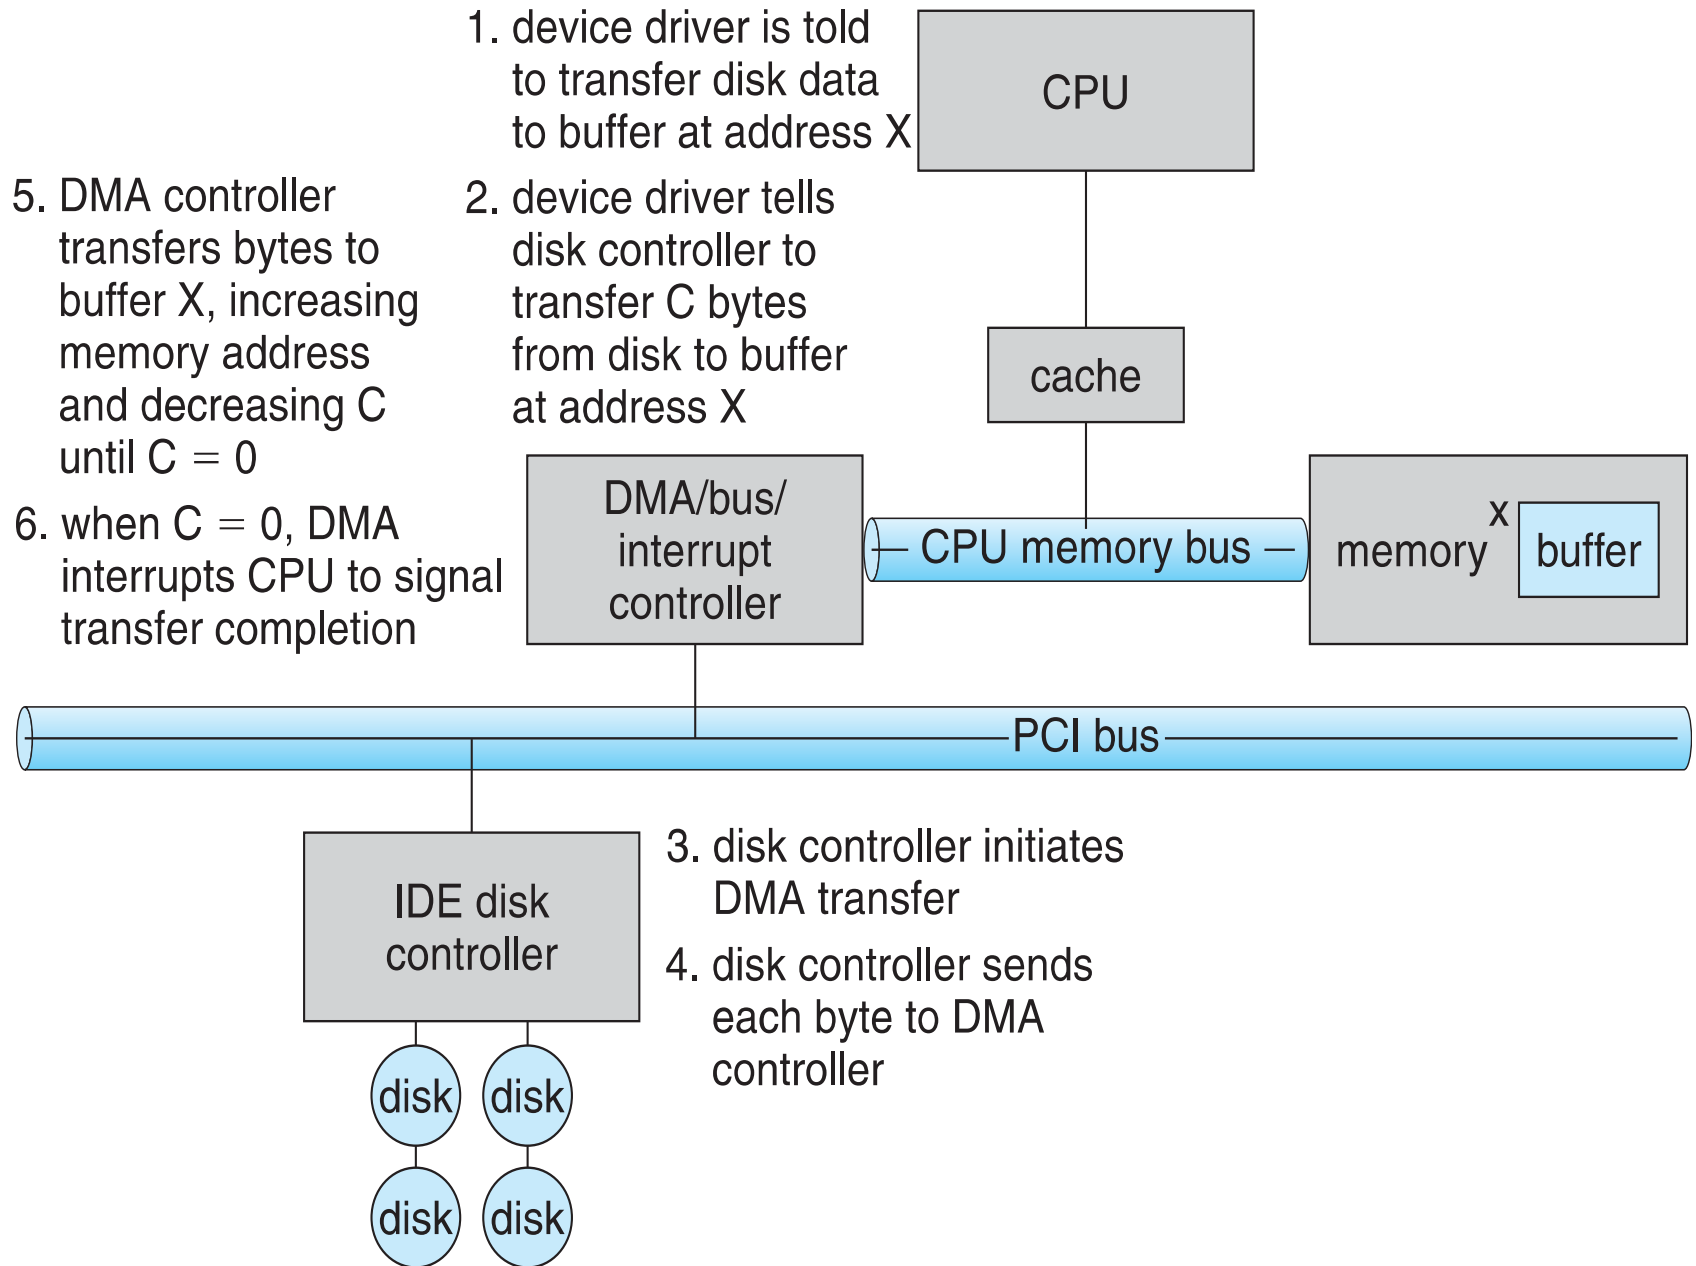 1. device driver is told
to transfer disk data
to buffer at address X
CPU
5. DMA controller
transfers bytes to
buffer X, increasing
memory address
and decreasing C
until C = 0
2. device driver tells
disk controller to
transfer C bytes
from disk to buffer
at address X
cache
6. when C = 0, DMA
interrupts CPU to signal
transfer completion
DMA/bus/
interrupt
controller
CPU memory bus
memory
x
buffer
PCI bus
IDE disk
controller
3. disk controller initiates
DMA transfer
4. disk controller sends
each byte to DMA
controller
disk
disk
disk
disk